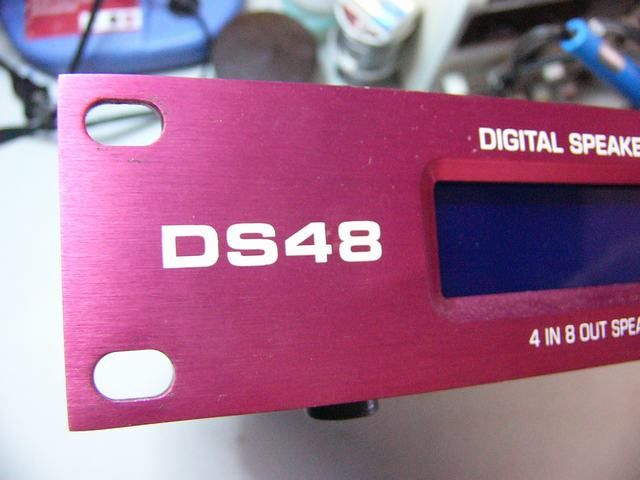 DIGITAL SPEAKE
DS48
4 IN 8 OUT SPEA